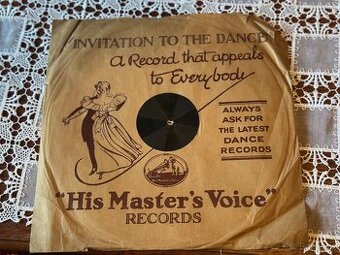 INVITATION TO THE DANCE
A Record that appeals
to Everybody
ALWAYS
ASK FOR
THE LATEST
DANCE
RECORDS
"His Master's Voice"
RECORDS